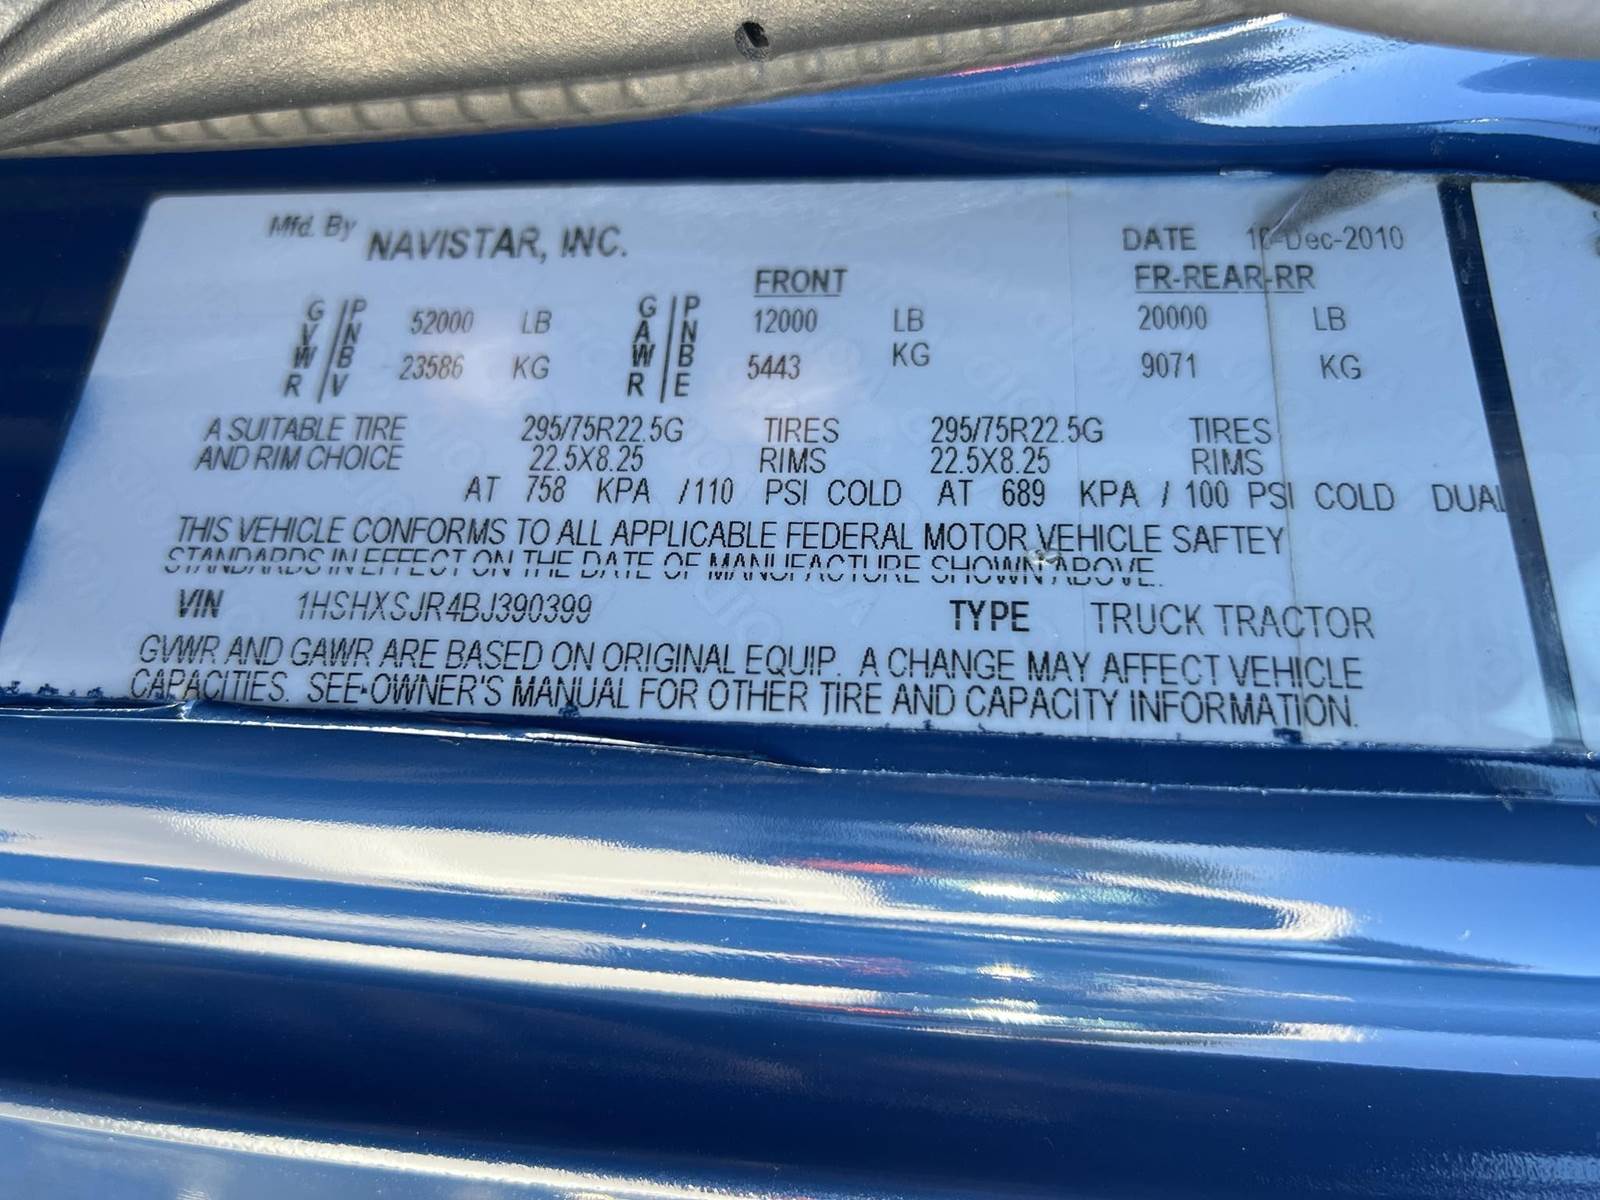 Mfd. By NAVISTAR, INC. DATE -Dec-2010
FRONT FR-REAR-RR
GVWR / PNBV 52000 LB GAWR / PNBE 12000 LB 20000 LB
23586 KG 5443 KG 9071 KG
A SUITABLE TIRE 295/75R22.5G TIRES 295/75R22.5G TIRES
AND RIM CHOICE 22.5X8.25 RIMS 22.5X8.25 RIMS
AT 758 KPA /110 PSI COLD AT 689 KPA / 100 PSI COLD DUAL
THIS VEHICLE CONFORMS TO ALL APPLICABLE FEDERAL MOTOR VEHICLE SAFTEY
STANDARDS IN EFFECT ON THE DATE OF MANUFACTURE SHOWN ABOVE.
VIN 1HSHXSJR4BJ390399 TYPE TRUCK TRACTOR
GVWR AND GAWR ARE BASED ON ORIGINAL EQUIP. A CHANGE MAY AFFECT VEHICLE
CAPACITIES. SEE OWNER'S MANUAL FOR OTHER TIRE AND CAPACITY INFORMATION.